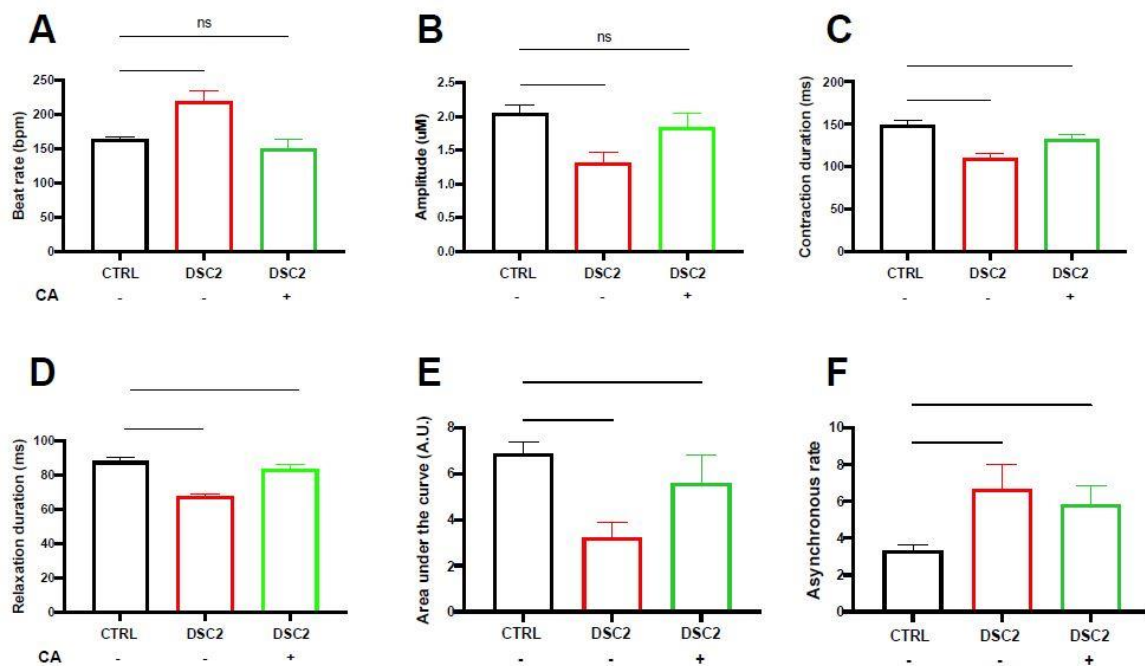 A
ns
Beat rate (bpm)
250
200
150
100
50
0
CTRL DSC2 DSC2
CA - - +
B
ns
Amplitude (uM)
2.5
2.0
1.5
1.0
0.5
0.0
CTRL DSC2 DSC2
- - +
C
Contraction duration (ms)
200
150
100
50
0
CTRL DSC2 DSC2
- - +
D
Relaxation duration (ms)
100
80
60
40
20
0
CTRL DSC2 DSC2
CA - - +
E
Area under the curve (A.U.)
8
6
4
2
0
CTRL DSC2 DSC2
- - +
F
Asynchronous rate
10
8
6
4
2
0
CTRL DSC2 DSC2
- - +